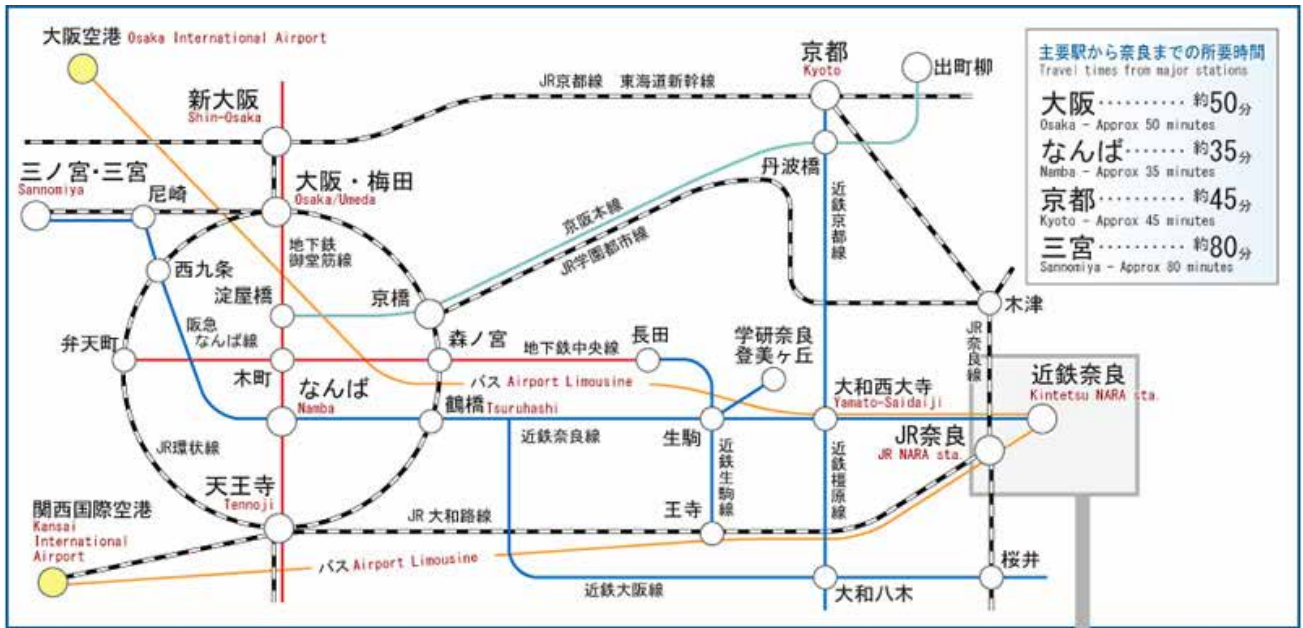 大阪空港 Osaka International Airport
京都
Kyoto
出町柳
主要駅から奈良までの所要時間
Travel times from major stations
大阪・・・・・・・・・・約50分
Osaka - Approx 50 minutes
なんば・・・・・・・約35分
Namba - Approx 35 minutes
京都・・・・・・・・・・約45分
Kyoto - Approx 45 minutes
三宮・・・・・・・・・・約80分
Sannomiya - Approx 80 minutes
JR京都線 東海道新幹線
新大阪
Shin-Osaka
三ノ宮・三宮
Sannomiya
尼崎
大阪・梅田
Osaka/Umeda
丹波橋
近鉄京都線
京阪本線
JR学園都市線
地下鉄
御堂筋線
西九条
淀屋橋
京橋
木津
阪急
なんば線
弁天町
森ノ宮
地下鉄中央線
長田
学研奈良
登美ヶ丘
JR奈良線
木町
なんば
Namba
バス Airport Limousine
大和西大寺
Yamato-Saidaiji
近鉄奈良
Kintetsu NARA sta.
鶴橋 Tsuruhashi
近鉄奈良線
生駒
JR奈良
JR NARA sta.
JR環状線
近鉄生駒線
近鉄橿原線
天王寺
Tennoji
関西国際空港
Kansai
International
Airport
JR大和路線
王寺
バス Airport Limousine
近鉄大阪線
大和八木
桜井